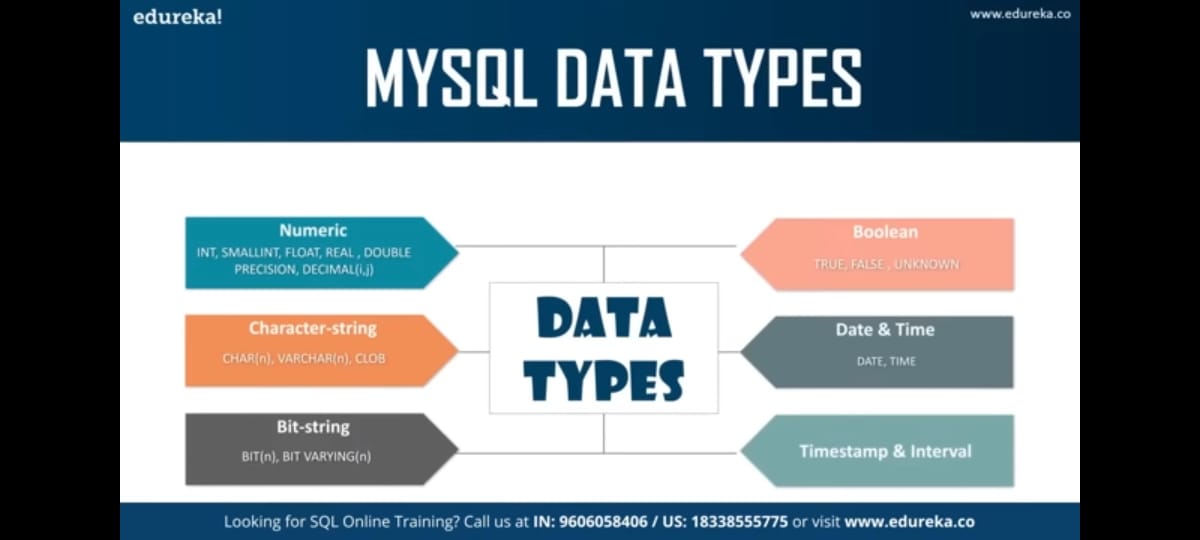 edureka!
www.edureka.co
MYSQL DATA TYPES
Numeric
INT, SMALLINT, FLOAT, REAL , DOUBLE
PRECISION, DECIMAL(i,j)
Character-string
CHAR(n), VARCHAR(n), CLOB
Bit-string
BIT(n), BIT VARYING(n)
DATA
TYPES
Boolean
TRUE, FALSE , UNKNOWN
Date & Time
DATE, TIME
Timestamp & Interval
Looking for SQL Online Training? Call us at IN: 9606058406 / US: 18338555775 or visit www.edureka.co